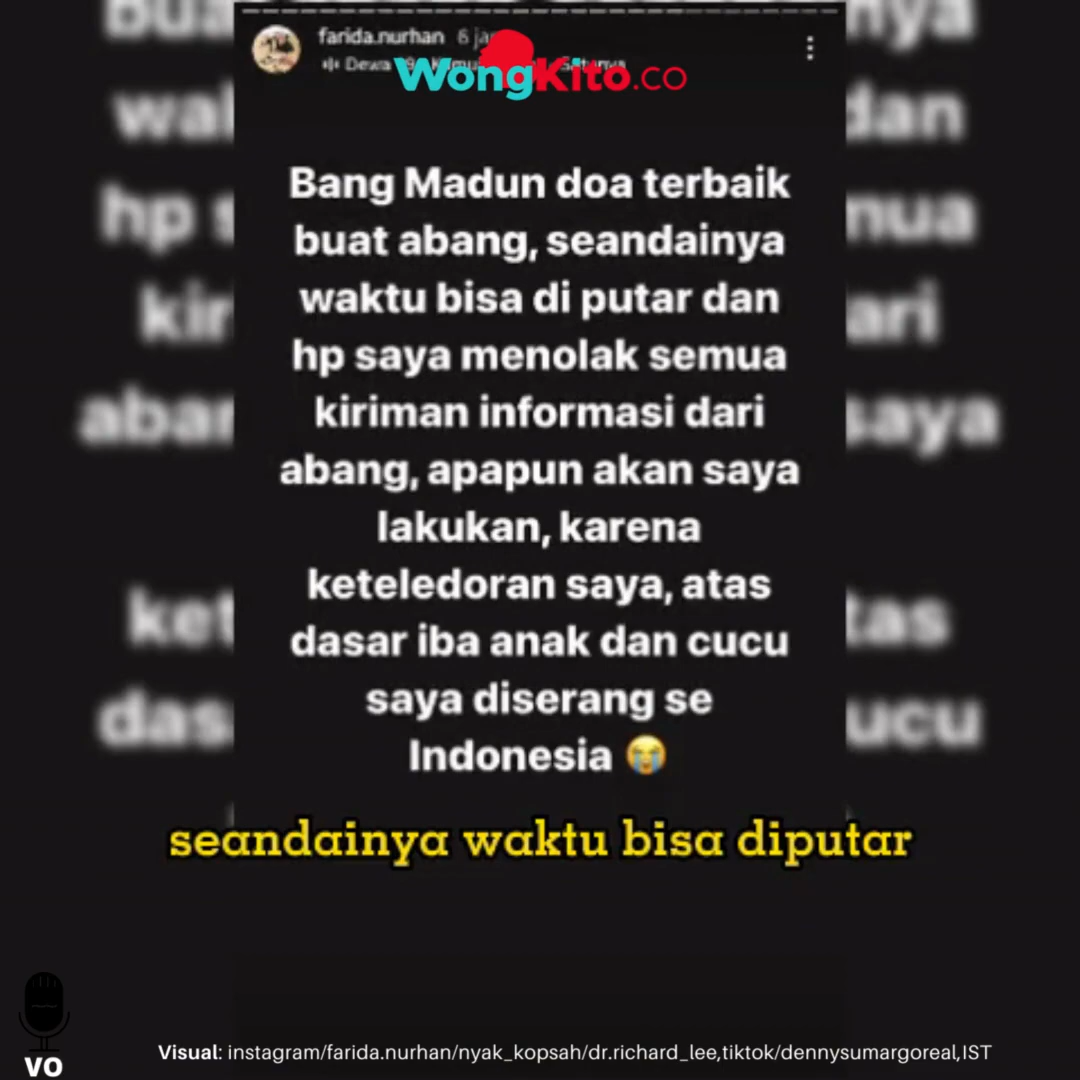 farida.nurhan 6
WongKito.co
Dewa
Bang Madun doa terbaik
buat abang, seandainya
waktu bisa di putar dan
hp saya menolak semua
kiriman informasi dari
abang, apapun akan saya
lakukan, karena
keteledoran saya, atas
dasar iba anak dan cucu
saya diserang se
Indonesia 😭
seandainya waktu bisa diputar
VO
Visual: instagram/farida.nurhan/nyak_kopsah/dr.richard_lee,tiktok/dennysumargoreal,IST